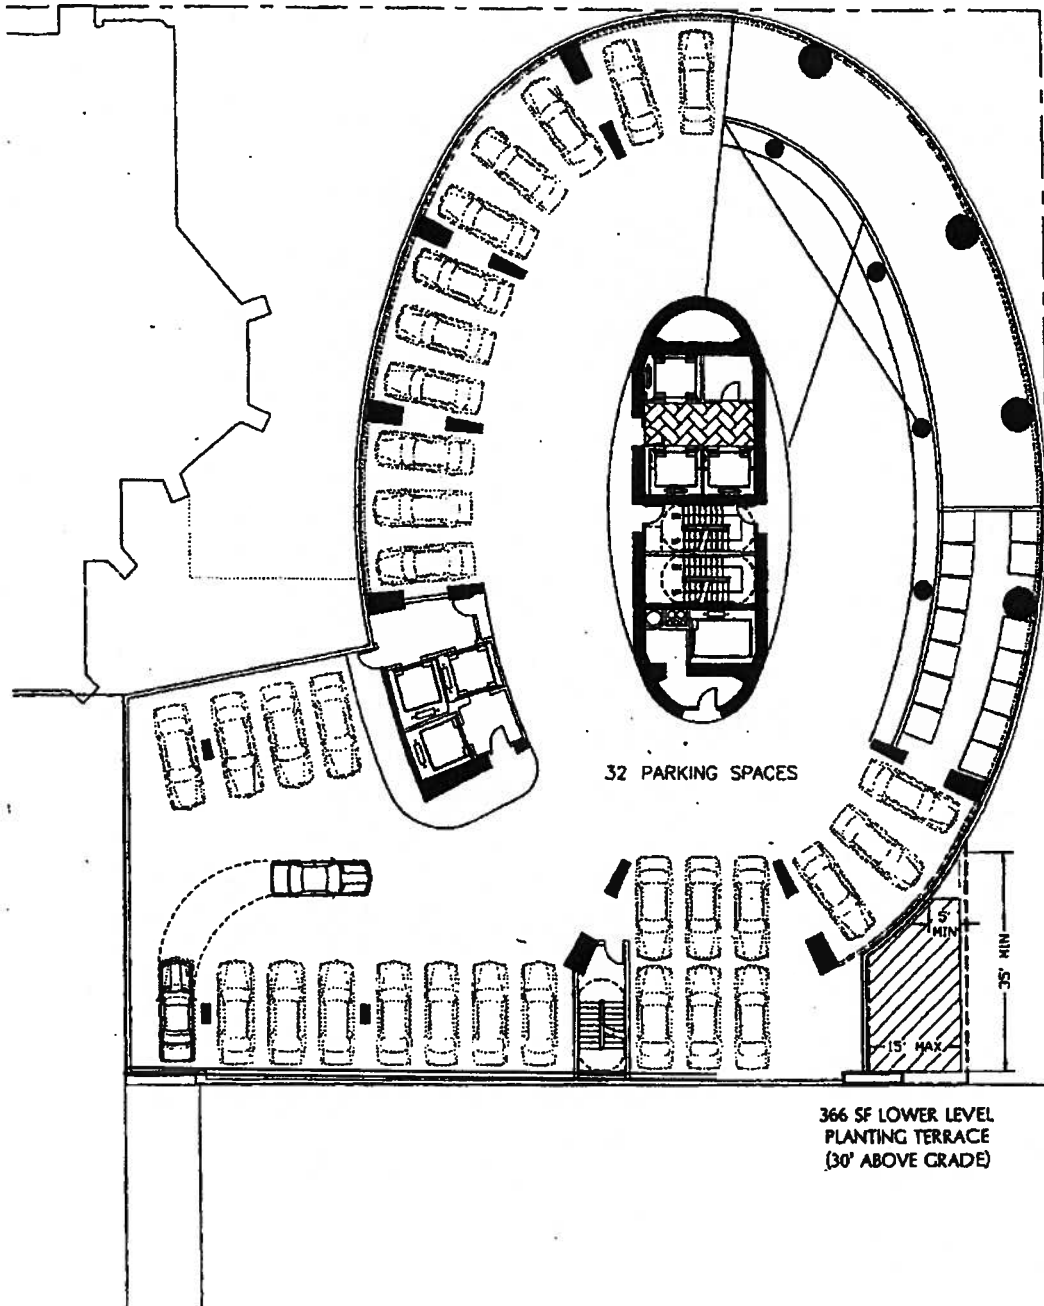 32 PARKING SPACES
5'
MIN
35' MIN
15' MAX
366 SF LOWER LEVEL
PLANTING TERRACE
(30' ABOVE GRADE)